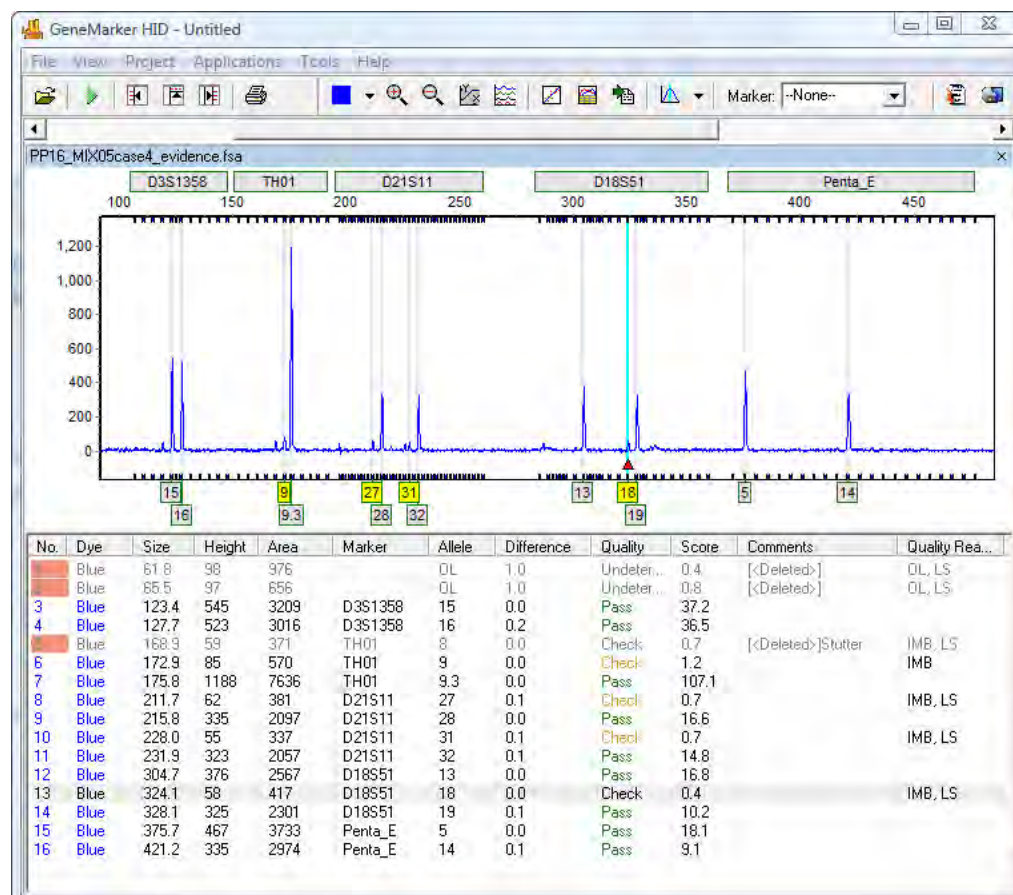 GeneMarker HID - Untitled
File View Project Applications Tools Help
Marker: --None--
PP16_MIX05case4_evidence.fsa
D3S1358 TH01 D21S11 D18S51 Penta_E
100 150 200 250 300 350 400 450
1,200
1,000
800
600
400
200
0
15 9 27 31 13 18 5 14
16 9.3 28 32 19
No. Dye Size Height Area Marker Allele Difference Quality Score Comments Quality Rea...
Blue 61.8 98 976 OL 1.0 Undeter... 0.4 [<Deleted>] OL, LS
Blue 65.5 97 656 OL 1.0 Undeter... 0.8 [<Deleted>] OL, LS
3 Blue 123.4 545 3209 D3S1358 15 0.0 Pass 37.2
4 Blue 127.7 523 3016 D3S1358 16 0.2 Pass 36.5
Blue 168.9 59 371 TH01 8 0.0 Check 0.7 [<Deleted>]Stutter IMB, LS
6 Blue 172.9 85 570 TH01 9 0.0 Check 1.2 IMB
7 Blue 175.8 1188 7636 TH01 9.3 0.0 Pass 107.1
8 Blue 211.7 62 381 D21S11 27 0.1 Check 0.7 IMB, LS
9 Blue 215.8 335 2097 D21S11 28 0.0 Pass 16.6
10 Blue 228.0 55 337 D21S11 31 0.1 Check 0.7 IMB, LS
11 Blue 231.9 323 2057 D21S11 32 0.1 Pass 14.8
12 Blue 304.7 376 2567 D18S51 13 0.0 Pass 16.8
13 Blue 324.1 58 417 D18S51 18 0.0 Check 0.4 IMB, LS
14 Blue 328.1 325 2301 D18S51 19 0.1 Pass 10.2
15 Blue 375.7 467 3733 Penta_E 5 0.0 Pass 18.1
16 Blue 421.2 335 2974 Penta_E 14 0.1 Pass 9.1